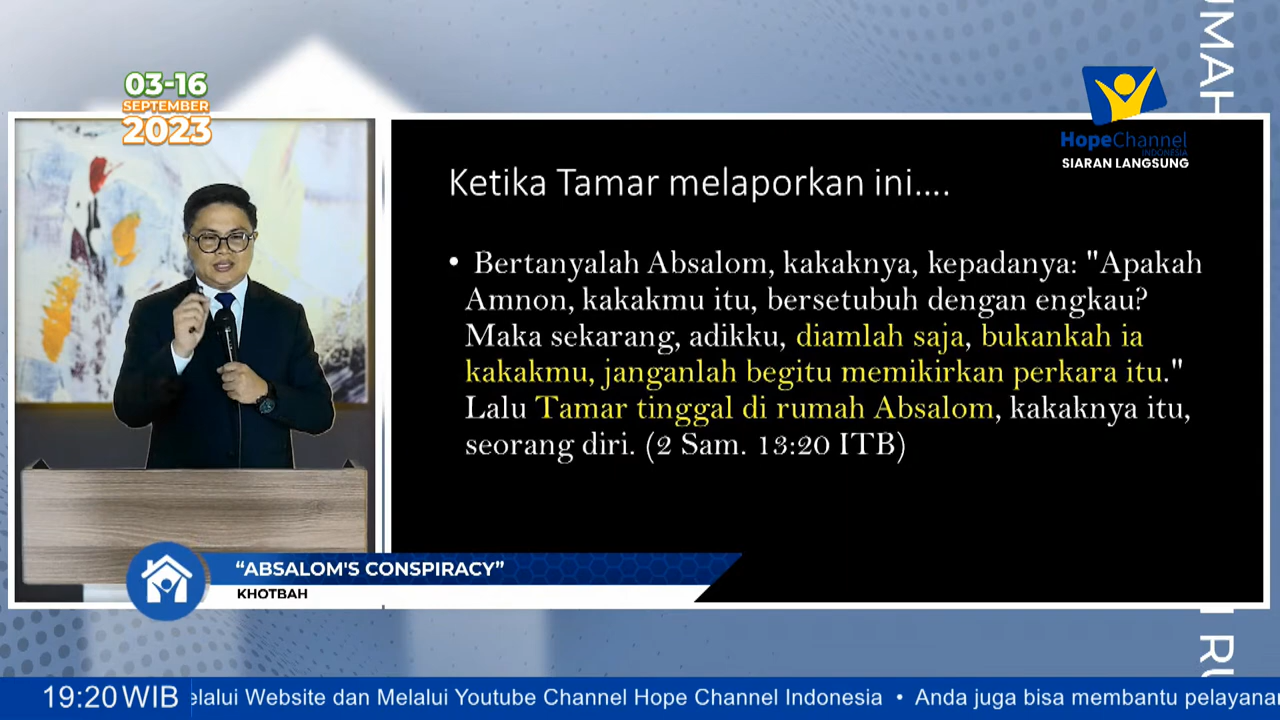 03-16
SEPTEMBER
2023
HopeChannel
INDONESIA
SIARAN LANGSUNG
UMAH
Ketika Tamar melaporkan ini....
• Bertanyalah Absalom, kakaknya, kepadanya: "Apakah
Amnon, kakakmu itu, bersetubuh dengan engkau?
Maka sekarang, adikku, diamlah saja, bukankah ia
kakakmu, janganlah begitu memikirkan perkara itu."
Lalu Tamar tinggal di rumah Absalom, kakaknya itu,
seorang diri. (2 Sam. 13:20 ITB)
“ABSALOM'S CONSPIRACY”
KHOTBAH
19:20 WIB
elalui Website dan Melalui Youtube Channel Hope Channel Indonesia • Anda juga bisa membantu pelayanan